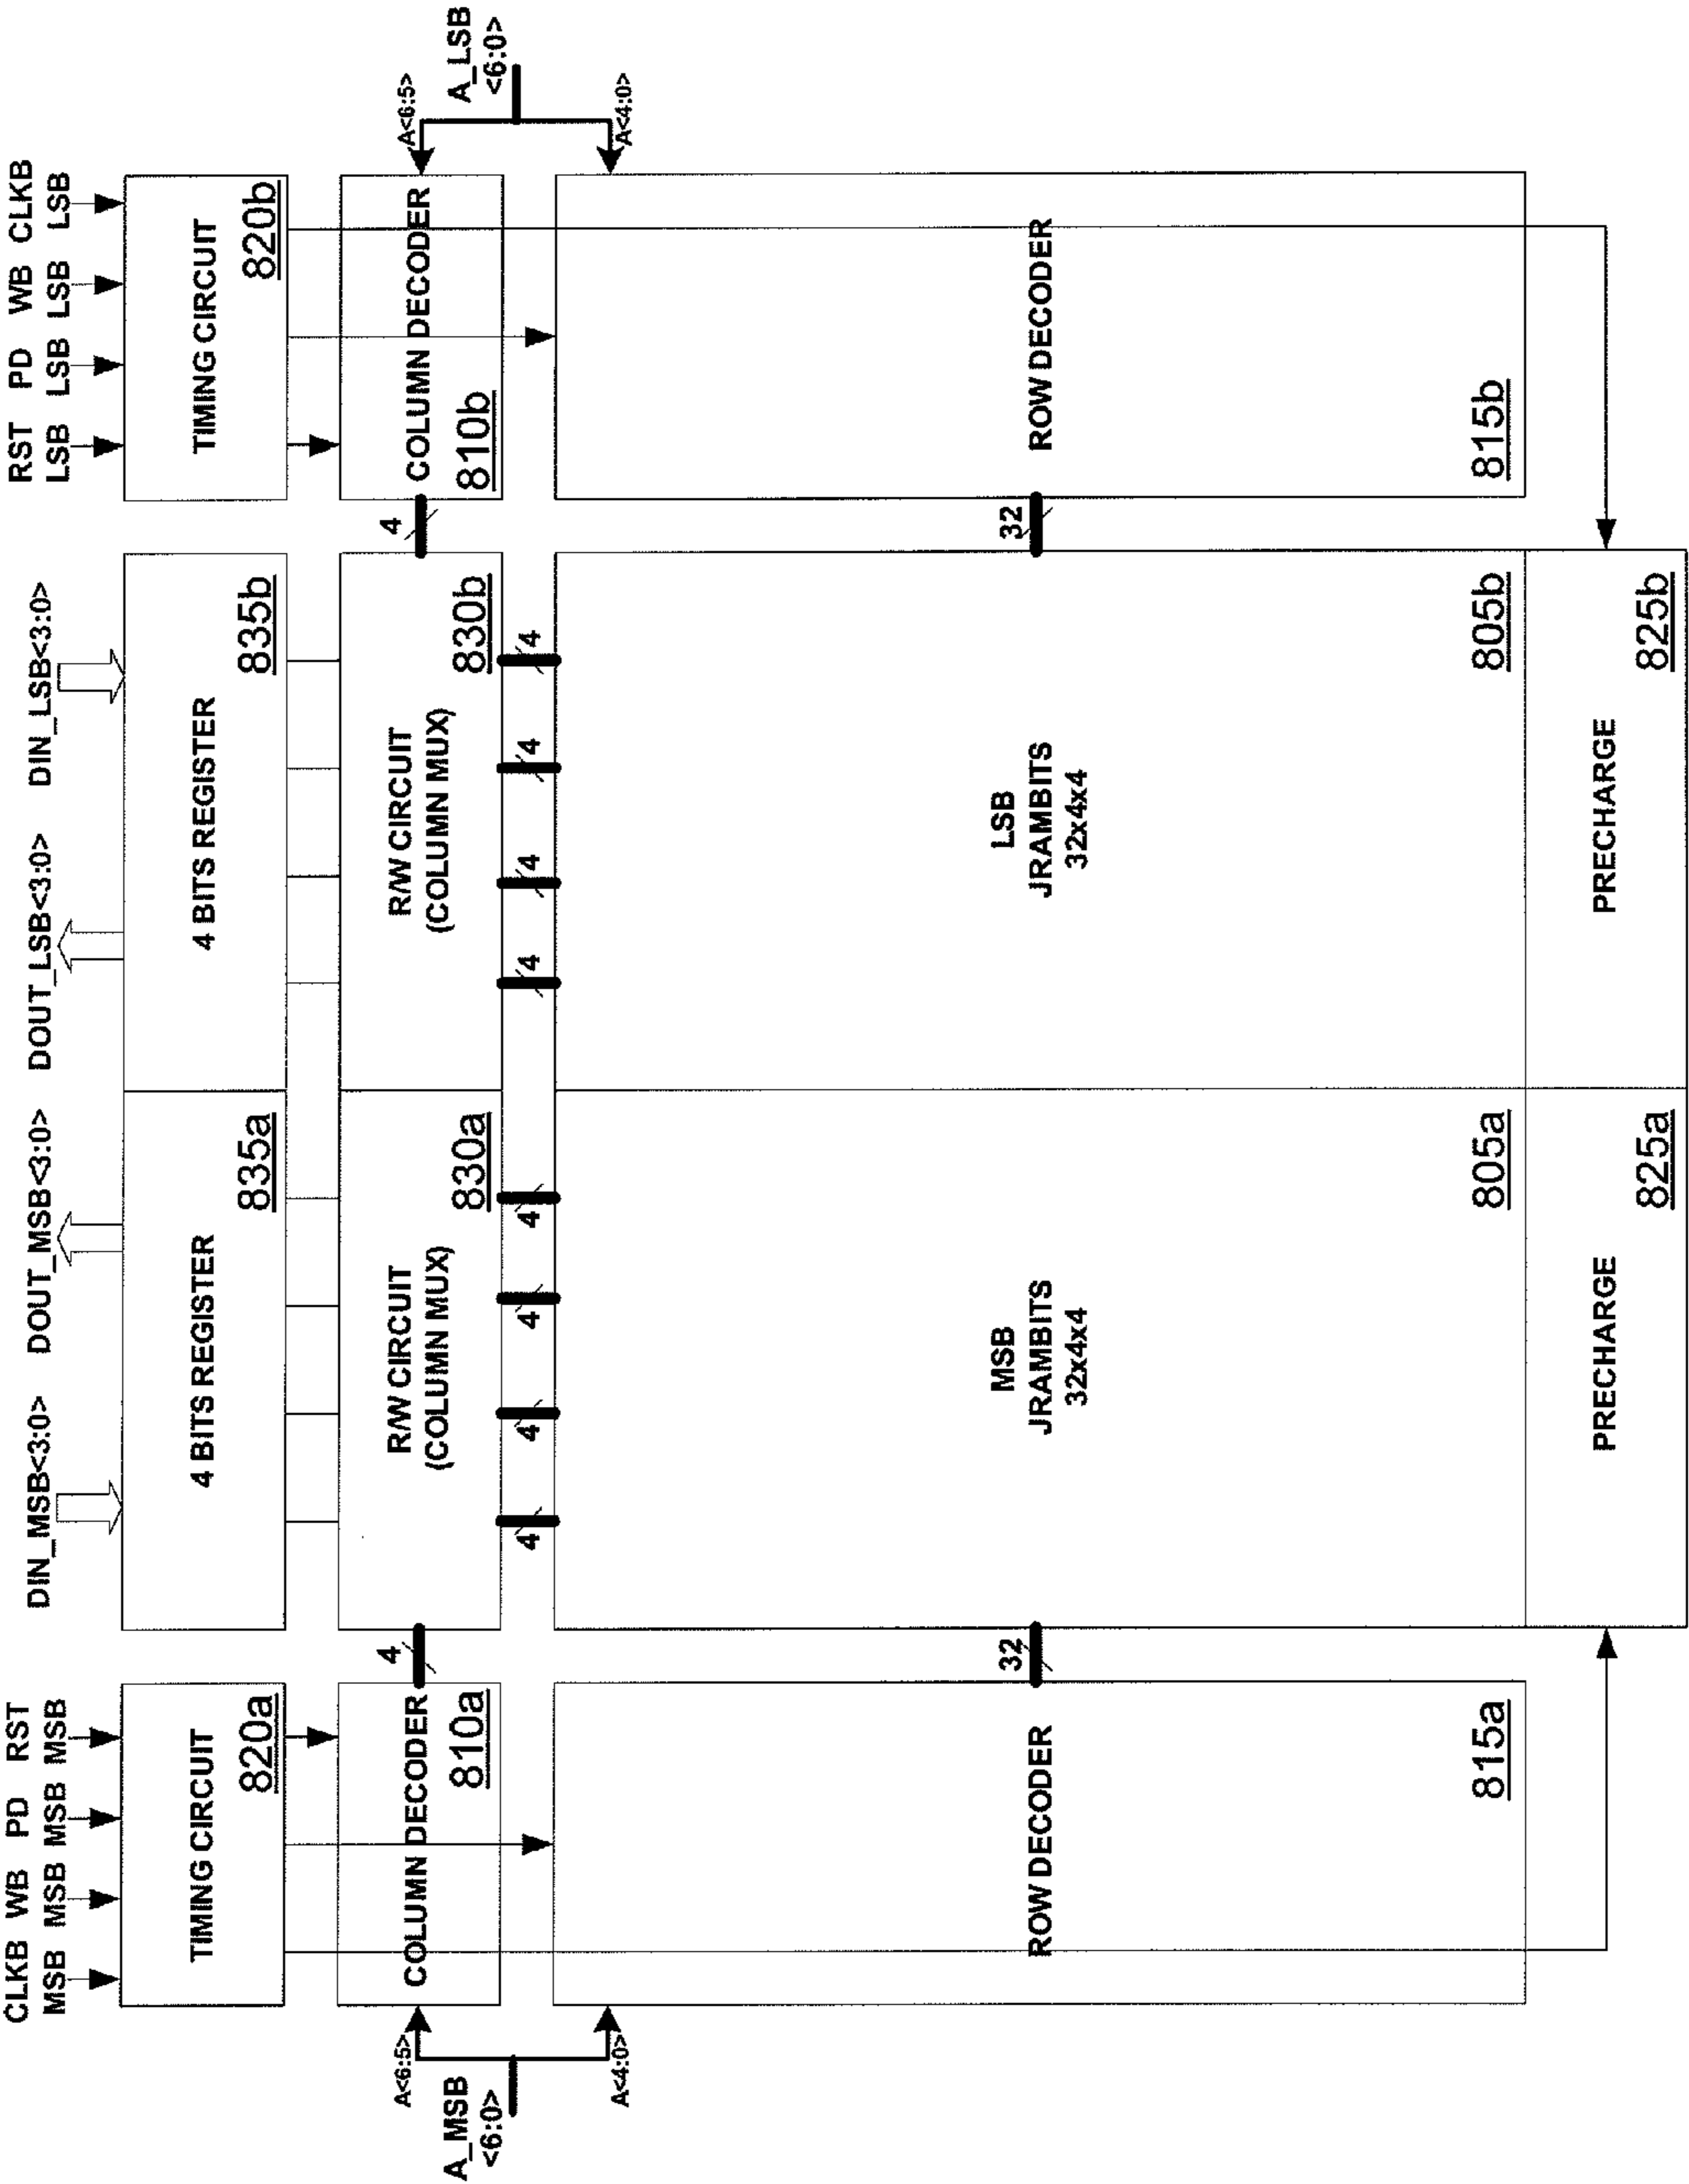 CLKB WB PD RST
MSB MSB MSB MSB
DIN_MSB<3:0>
DOUT_MSB<3:0>
DOUT_LSB<3:0>
DIN_LSB<3:0>
RST PD WB CLKB
LSB LSB LSB LSB
TIMING CIRCUIT
820a
4 BITS REGISTER
835a
4 BITS REGISTER
835b
TIMING CIRCUIT
820b
A<6:5>
A_MSB
<6:0>
A<4:0>
COLUMN DECODER
810a
4
R/W CIRCUIT
(COLUMN MUX)
830a
R/W CIRCUIT
(COLUMN MUX)
830b
4
COLUMN DECODER
810b
A<6:5>
A_LSB
<6:0>
A<4:0>
4 4 4 4
4 4 4 4
ROW DECODER
815a
32
MSB
JRAMBITS
32x4x4
805a
LSB
JRAMBITS
32x4x4
805b
32
ROW DECODER
815b
PRECHARGE
825a
PRECHARGE
825b